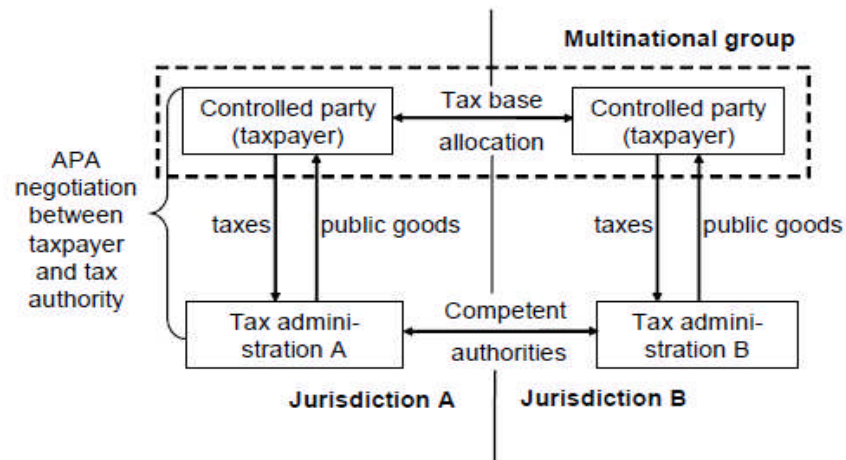 Multinational group
Controlled party
(taxpayer)
Tax base
allocation
Controlled party
(taxpayer)
APA
negotiation
between
taxpayer
and tax
authority
taxes
public goods
taxes
public goods
Tax admini-
stration A
Competent
authorities
Tax admini-
stration B
Jurisdiction A
Jurisdiction B